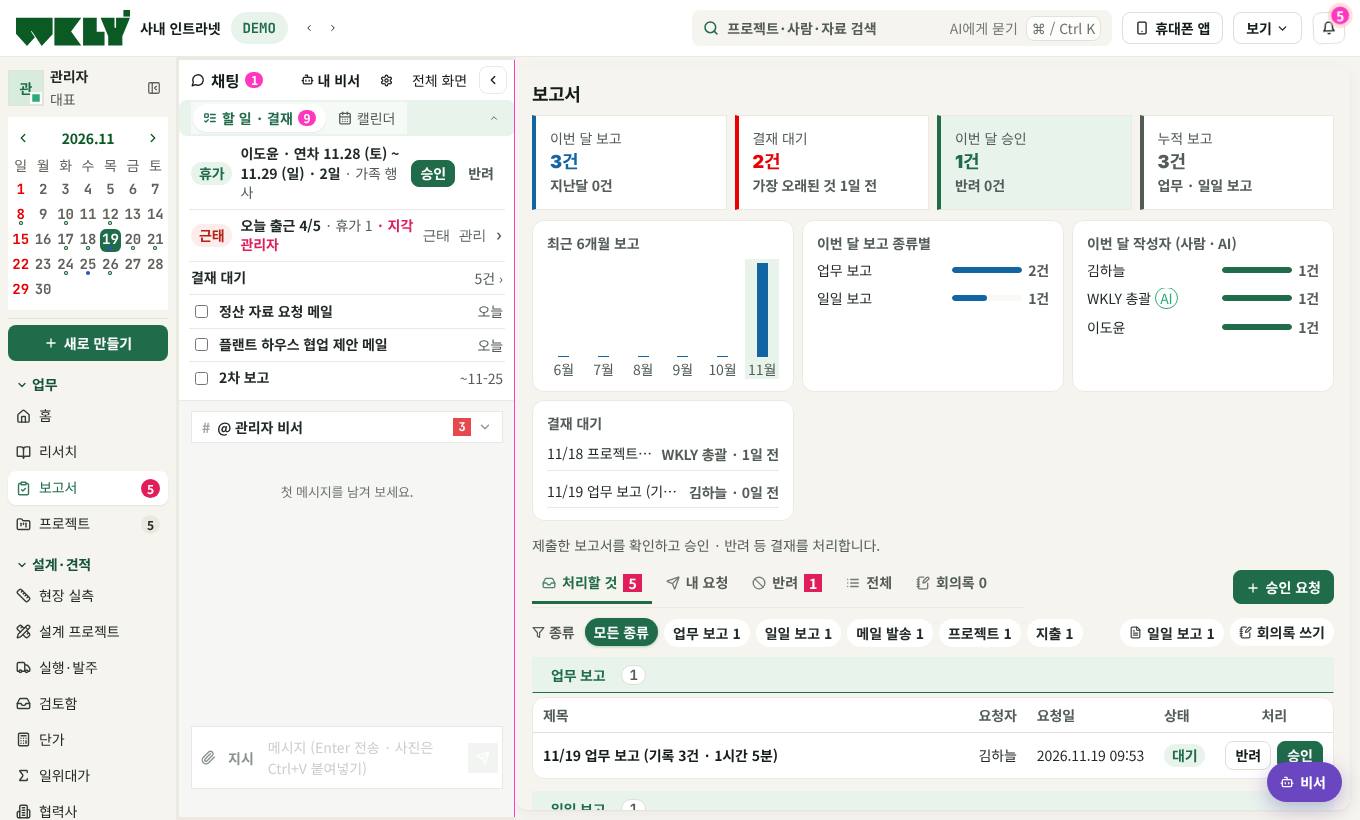 WKLY 사내 인트라넷 DEMO ‹ ›
프로젝트·사람·자료 검색 AI에게 묻기 ⌘ / Ctrl K
휴대폰 앱 보기 5
관 관리자
대표
2026.11
일 월 화 수 목 금 토
1 2 3 4 5 6 7
8 9 10 11 12 13 14
15 16 17 18 19 20 21
22 23 24 25 26 27 28
29 30
+ 새로 만들기
업무
홈
리서치
보고서 5
프로젝트 5
설계·견적
현장 실측
설계 프로젝트
실행·발주
검토함
단가
Σ 일위대가
협력사
채팅 1 내 비서 전체 화면
할 일 · 결재 9 캘린더
휴가 이도윤 · 연차 11.28 (토) ~
11.29 (일) · 2일 · 가족 행
사
승인 반려
근태 오늘 출근 4/5 · 휴가 1 · 지각
관리자
근태 관리 ›
결재 대기 5건 ›
정산 자료 요청 메일 오늘
플랜트 하우스 협업 제안 메일 오늘
2차 보고 ~11-25
# @ 관리자 비서 3
첫 메시지를 남겨 보세요.
지시 메시지 (Enter 전송 · 사진은
Ctrl+V 붙여넣기)
보고서
이번 달 보고
3건
지난달 0건
결재 대기
2건
가장 오래된 것 1일 전
이번 달 승인
1건
반려 0건
누적 보고
3건
업무 · 일일 보고
최근 6개월 보고
6월 7월 8월 9월 10월 11월
이번 달 보고 종류별
업무 보고 2건
일일 보고 1건
이번 달 작성자 (사람 · AI)
김하늘 1건
WKLY 총괄 AI 1건
이도윤 1건
결재 대기
11/18 프로젝트… WKLY 총괄 · 1일 전
11/19 업무 보고 (기… 김하늘 · 0일 전
제출한 보고서를 확인하고 승인 · 반려 등 결재를 처리합니다.
처리할 것 5 내 요청 반려 1 전체 회의록 0
+ 승인 요청
종류 모든 종류 업무 보고 1 일일 보고 1 메일 발송 1 프로젝트 1 지출 1
일일 보고 1 회의록 쓰기
업무 보고 1
제목 요청자 요청일 상태 처리
11/19 업무 보고 (기록 3건 · 1시간 5분) 김하늘 2026.11.19 09:53 대기 반려 승인
비서
일일 보고 1